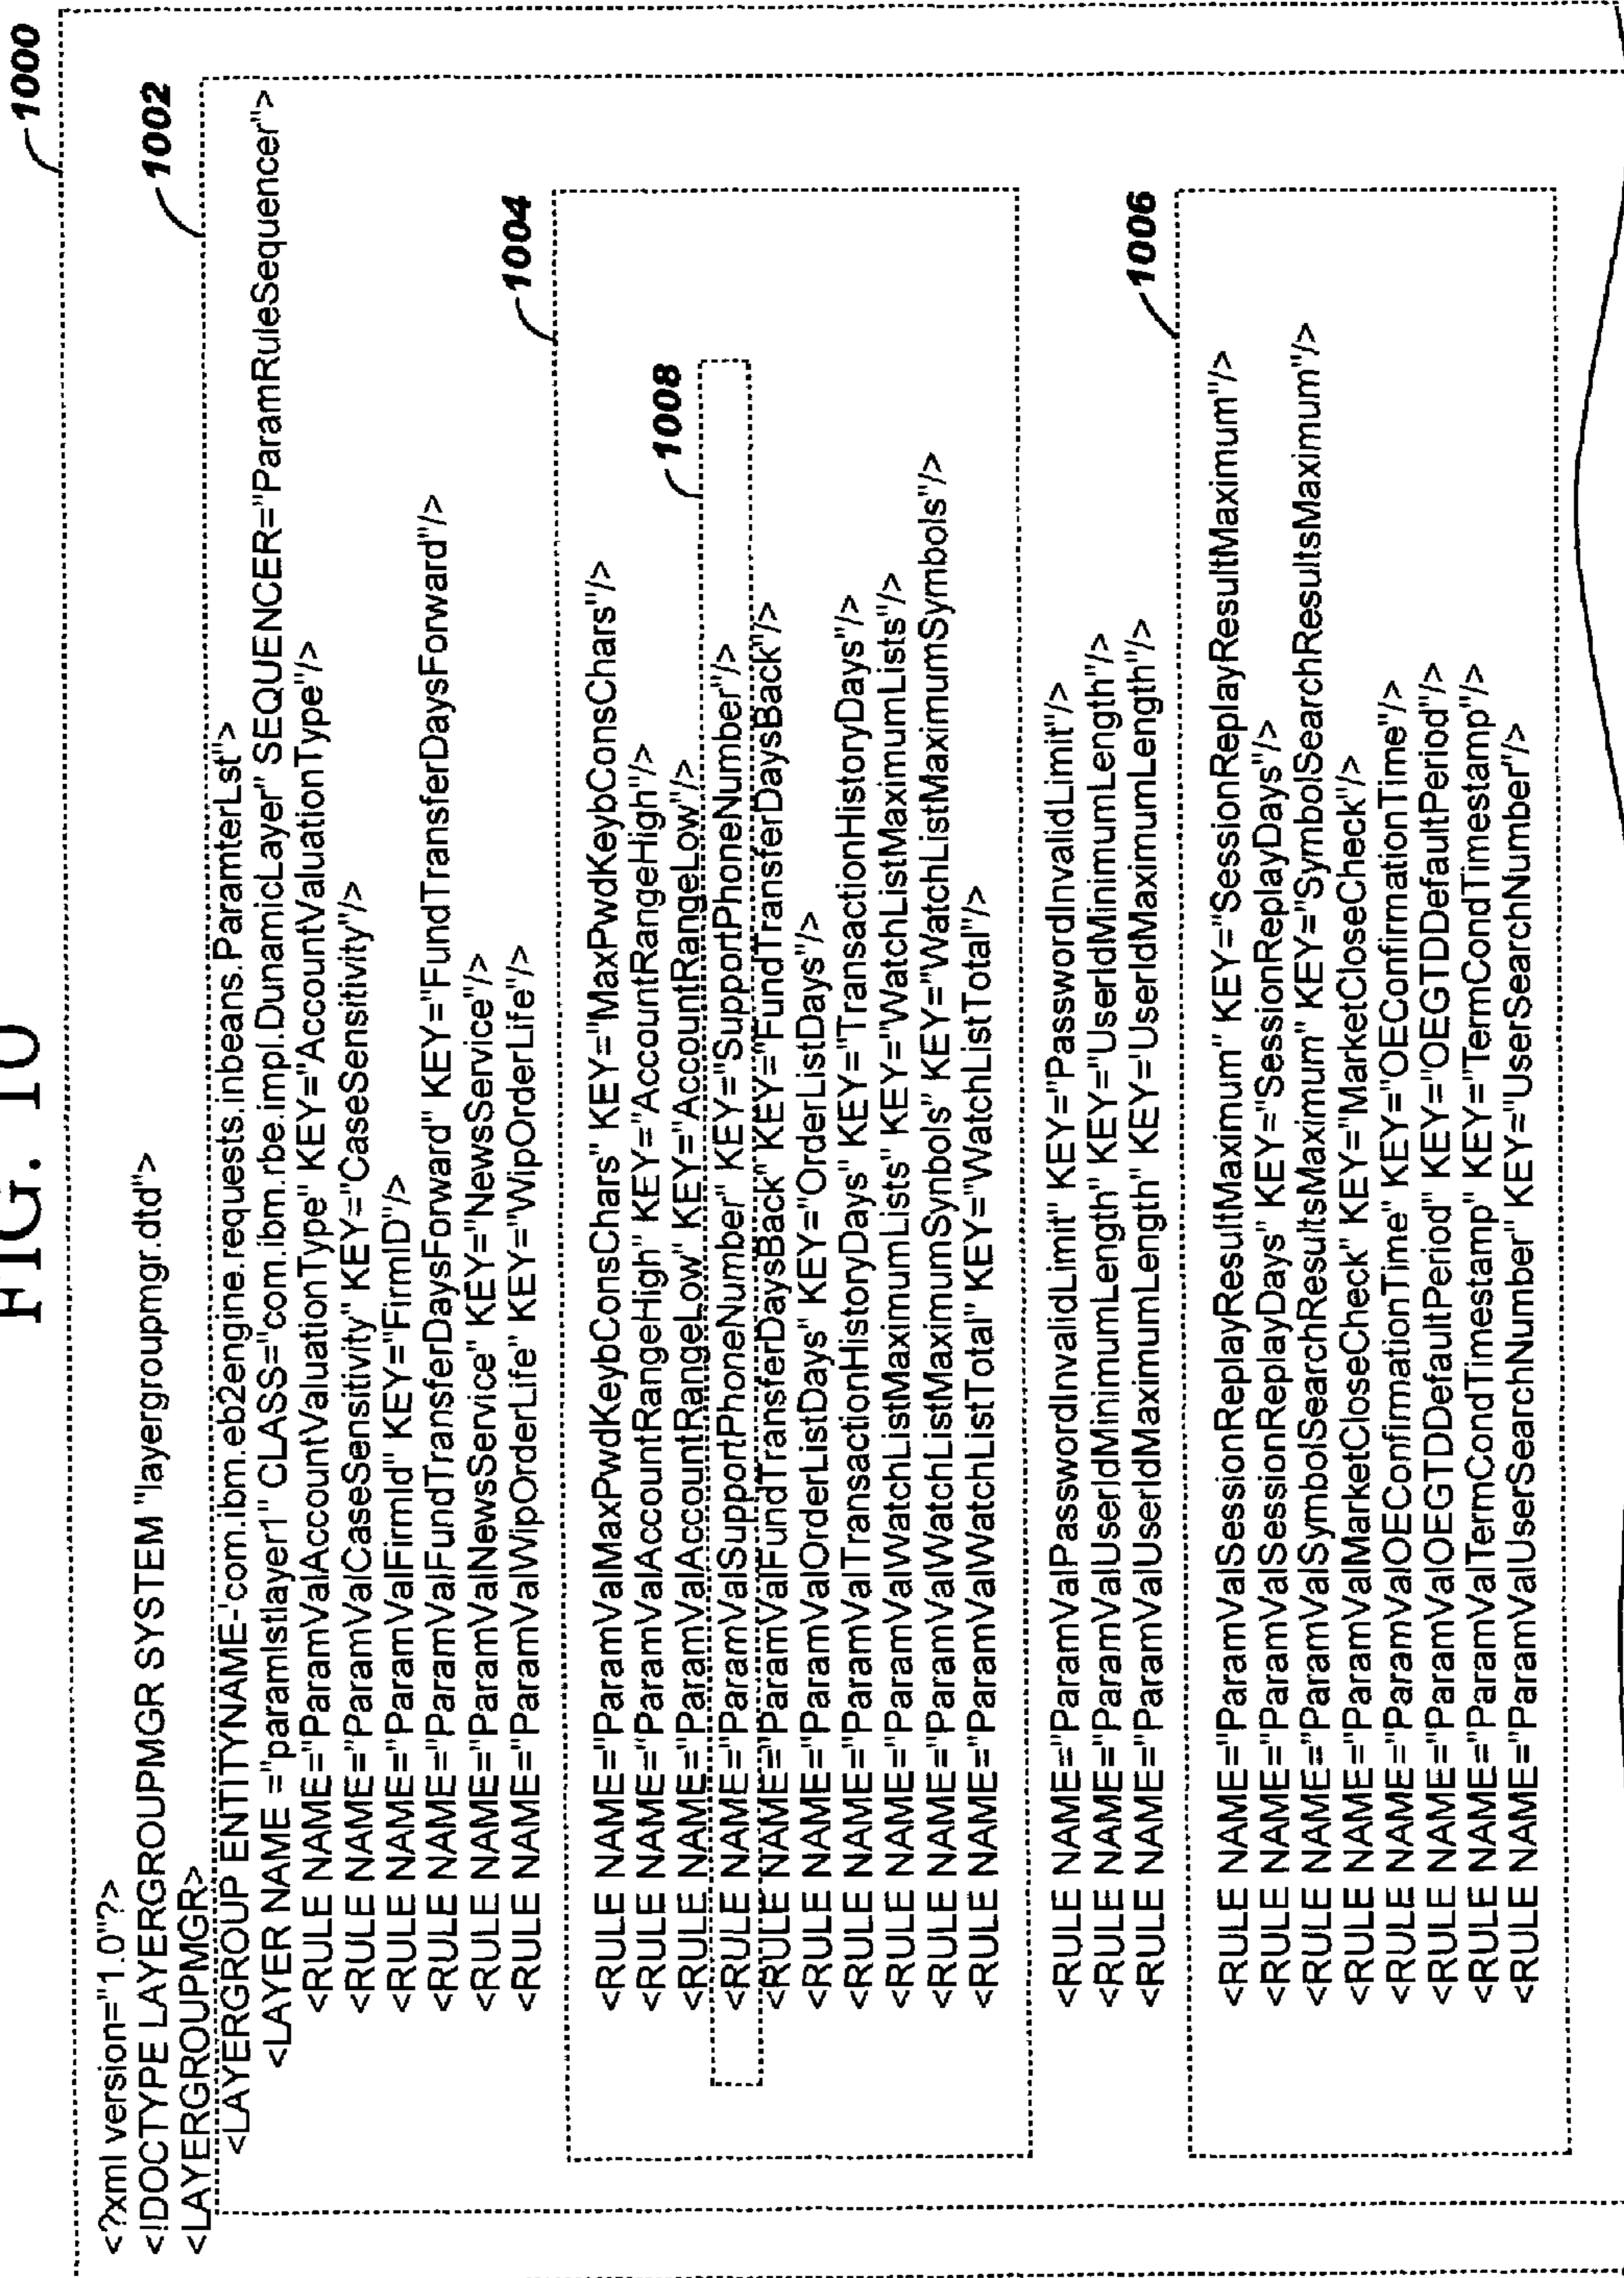 FIG. 10
1000
<?xml version="1.0"?>
<!DOCTYPE LAYERGROUPMGR SYSTEM "layergroupmgr.dtd">
<LAYERGROUPMGR>
1002
<LAYERGROUP ENTITYNAME-'com.ibm.eb2engine.requests.inbeans.ParamterLst">
<LAYER NAME ="paramlstlayer1" CLASS="com.ibm.rbe.impl.DunamicLayer" SEQUENCER="ParamRuleSequencer">
<RULE NAME="ParamValAccountValuationType" KEY="AccountValuationType"/>
<RULE NAME="ParamValCaseSensitivity" KEY="CaseSensitivity"/>
<RULE NAME="ParamValFirmId" KEY="FirmID"/>
<RULE NAME="ParamValFundTransferDaysForward" KEY="FundTransferDaysForward"/>
<RULE NAME="ParamValNewsService" KEY="NewsService"/>
<RULE NAME="ParamValWipOrderLife" KEY="WipOrderLife"/>
1004
<RULE NAME="ParamValMaxPwdKeybConsChars" KEY="MaxPwdKeybConsChars"/>
<RULE NAME="ParamValAccountRangeHigh" KEY="AccountRangeHigh"/>
<RULE NAME="ParamValAccountRangeLow" KEY="AccountRangeLow"/>
1008
<RULE NAME="ParamValSupportPhoneNumber" KEY="SupportPhoneNumber"/>
<RULE NAME="ParamValFundTransferDaysBack" KEY="FundTransferDaysBack"/>
<RULE NAME="ParamValOrderListDays" KEY="OrderListDays"/>
<RULE NAME="ParamValTransactionHistoryDays" KEY="TransactionHistoryDays"/>
<RULE NAME="ParamValWatchListMaximumLists" KEY="WatchListMaximumLists"/>
<RULE NAME="ParamValWatchListMaximumSynbols" KEY="WatchListMaximumSymbols"/>
<RULE NAME="ParamValWatchListTotal" KEY="WatchListTotal"/>
<RULE NAME="ParamValPasswordInvalidLimit" KEY="PasswordInvalidLimit"/>
<RULE NAME="ParamValUserIdMinimumLength" KEY="UserIdMinimumLength"/>
<RULE NAME="ParamValUserIdMaximumLength" KEY='UserIdMaximumLength"/>
1006
<RULE NAME="ParamValSessionReplayResultMaximum" KEY="SessionReplayResultMaximum"/>
<RULE NAME="ParamValSessionReplayDays" KEY="SessionReplayDays"/>
<RULE NAME="ParamValSymbolSearchResultsMaximum" KEY="SymbolSearchResultsMaximum"/>
<RULE NAME="ParamValMarketCloseCheck" KEY="MarketCloseCheck"/>
<RULE NAME="ParamValOEConfirmationTime" KEY="OEConfirmationTime"/>
<RULE NAME="ParamValOEGTDDefaultPeriod" KEY="OEGTDDefaultPeriod"/>
<RULE NAME="ParamValTermCondTimestamp" KEY="TermCondTimestamp"/>
<RULE NAME="ParamValUserSearchNumber" KEY="UserSearchNumber"/>